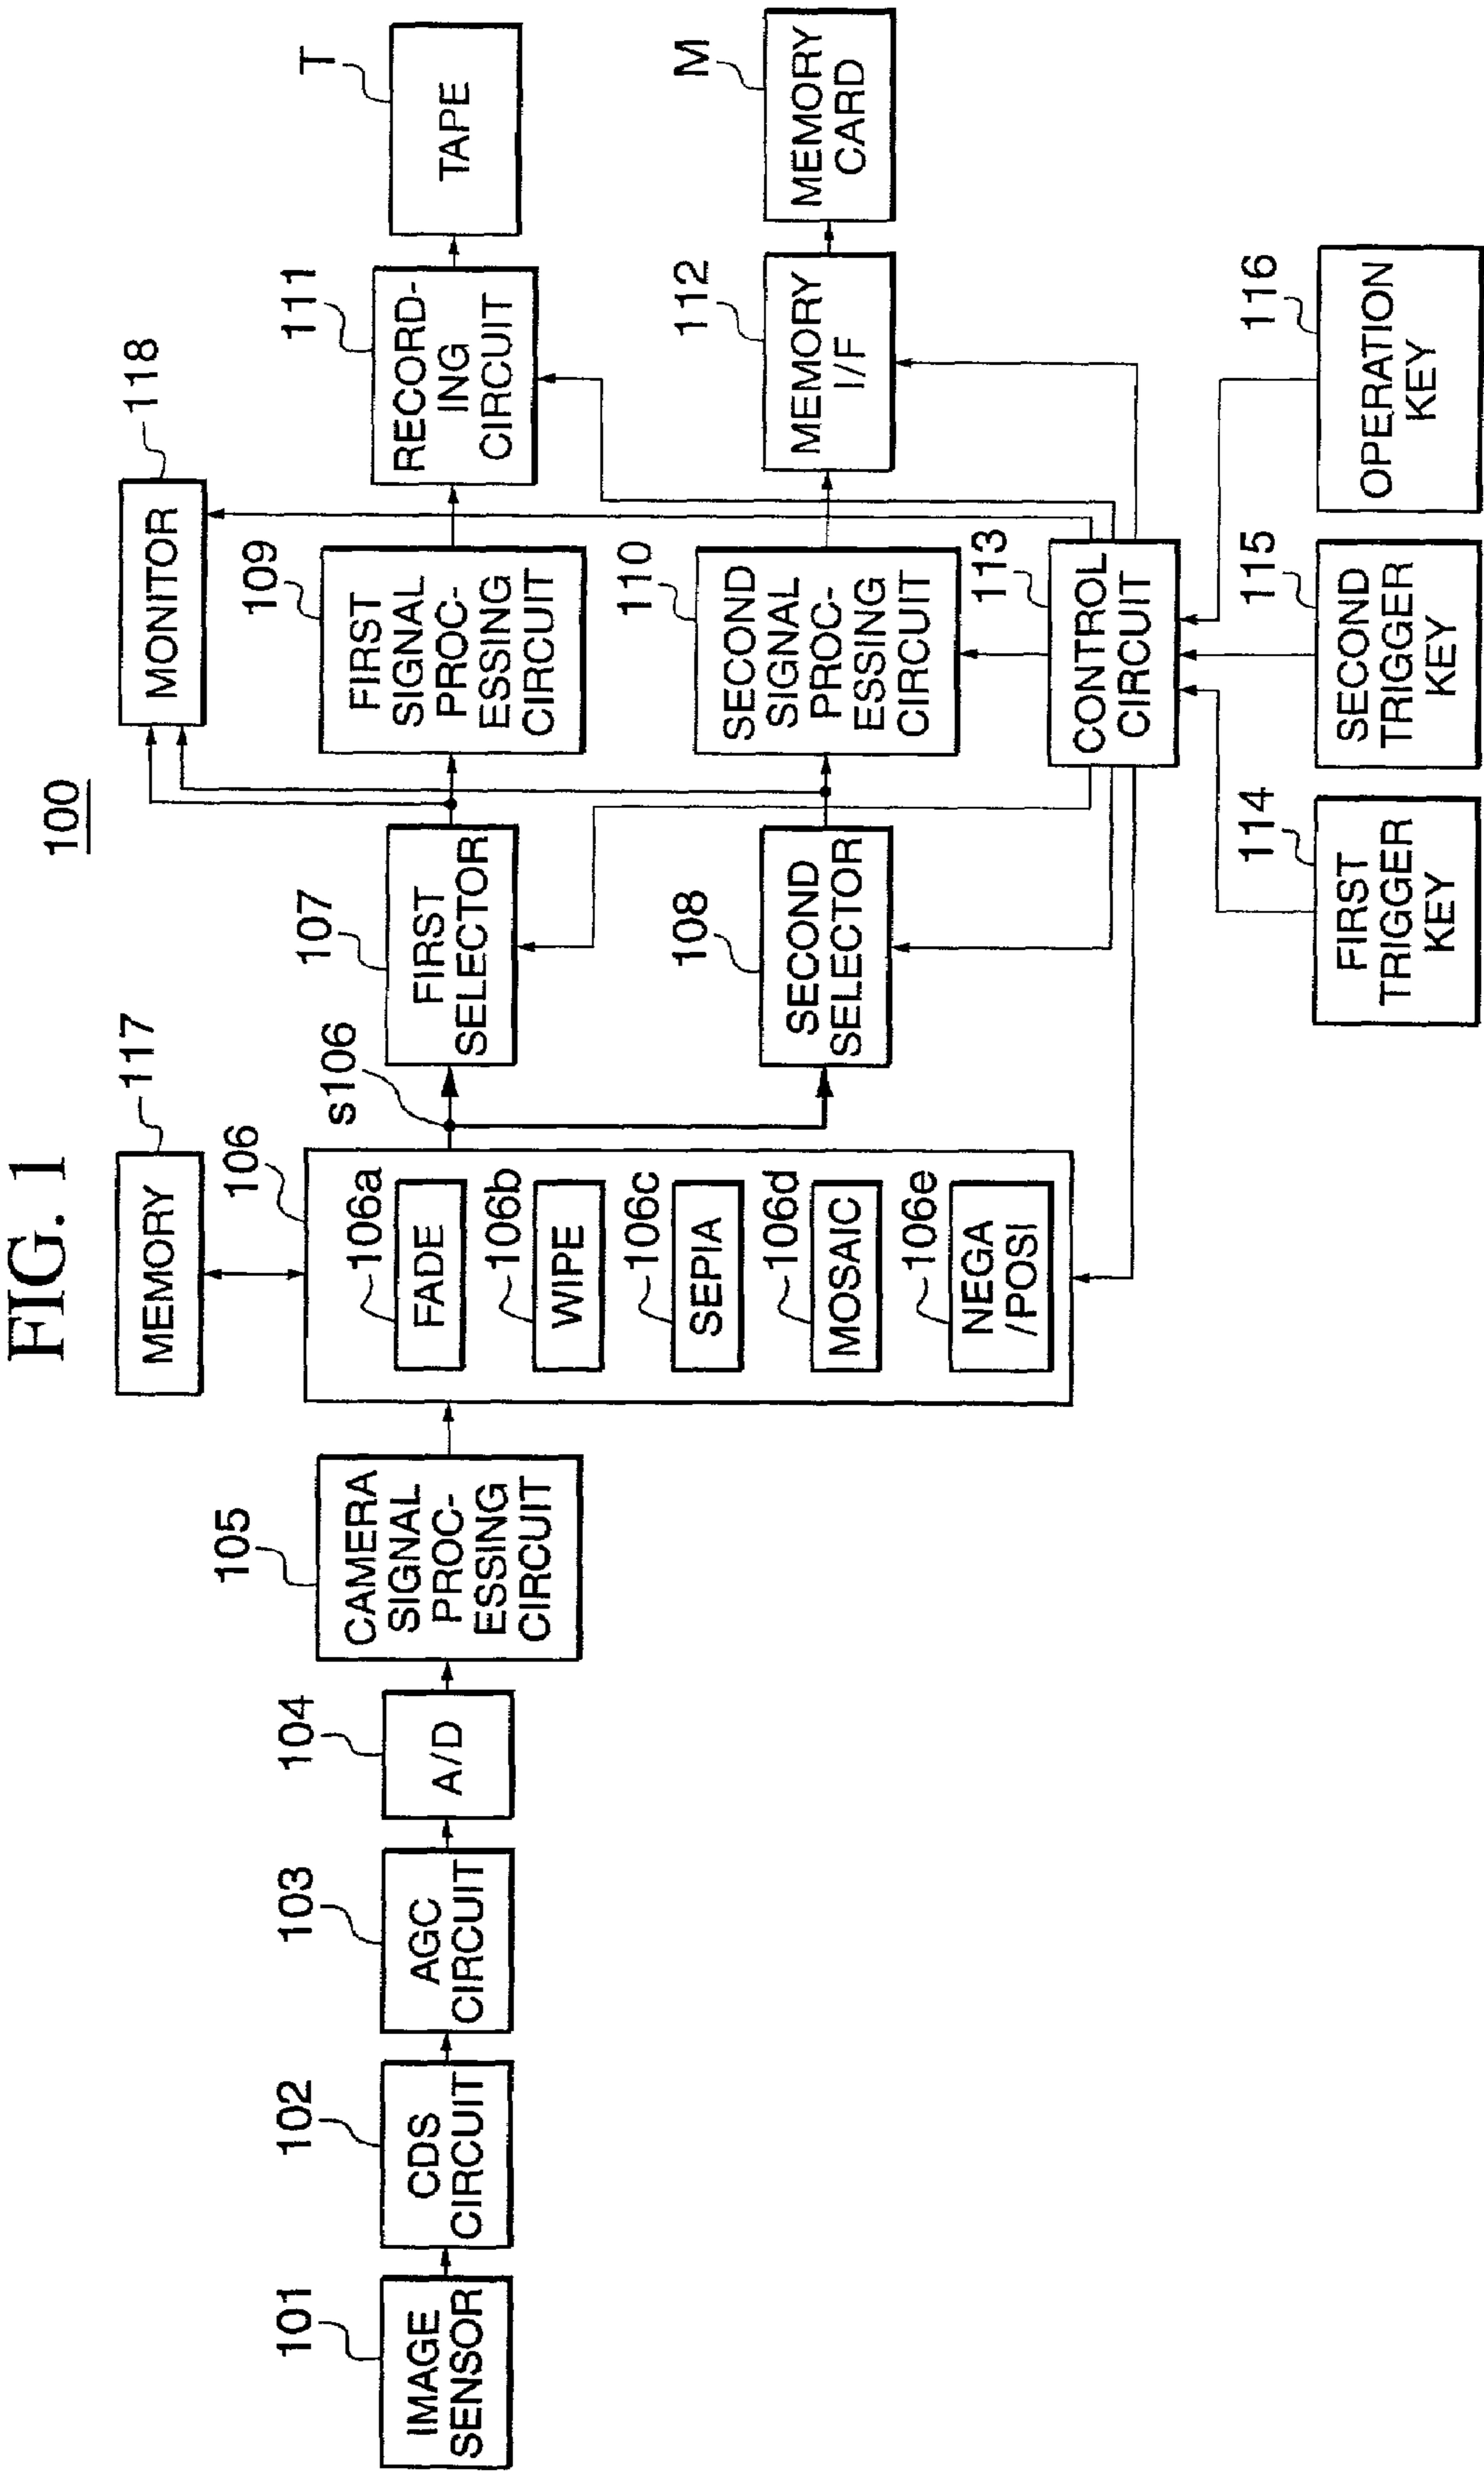 FIG. 1
100
117
MEMORY
118
MONITOR
101
IMAGE
SENSOR
102
CDS
CIRCUIT
103
AGC
CIRCUIT
104
A/D
105
CAMERA
SIGNAL
PROC-
ESSING
CIRCUIT
106
106a
FADE
106b
WIPE
106c
SEPIA
106d
MOSAIC
106e
NEGA
/POSI
s106
107
FIRST
SELECTOR
109
FIRST
SIGNAL
PROC-
ESSING
CIRCUIT
111
RECORD-
ING
CIRCUIT
T
TAPE
108
SECOND
SELECTOR
110
SECOND
SIGNAL
PROC-
ESSING
CIRCUIT
112
MEMORY
I/F
M
MEMORY
CARD
113
CONTROL
CIRCUIT
114
FIRST
TRIGGER
KEY
115
SECOND
TRIGGER
KEY
116
OPERATION
KEY